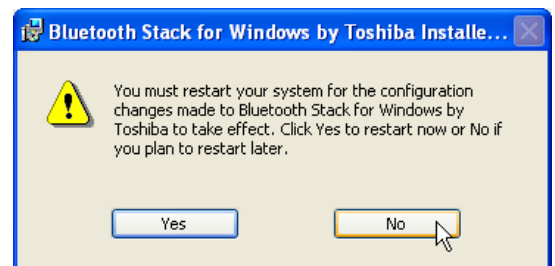 Bluetooth Stack for Windows by Toshiba Installe...
You must restart your system for the configuration
changes made to Bluetooth Stack for Windows by
Toshiba to take effect. Click Yes to restart now or No if
you plan to restart later.
Yes
No